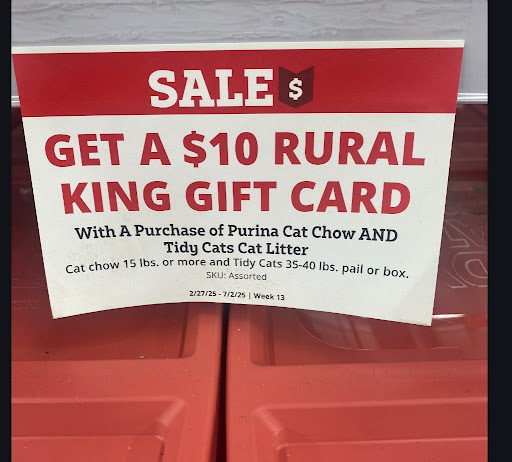 SALE $
GET A $10 RURAL
KING GIFT CARD
With A Purchase of Purina Cat Chow AND
Tidy Cats Cat Litter
Cat chow 15 lbs. or more and Tidy Cats 35-40 lbs. pail or box.
SKU: Assorted
2/27/25 - 7/2/25 | Week 13